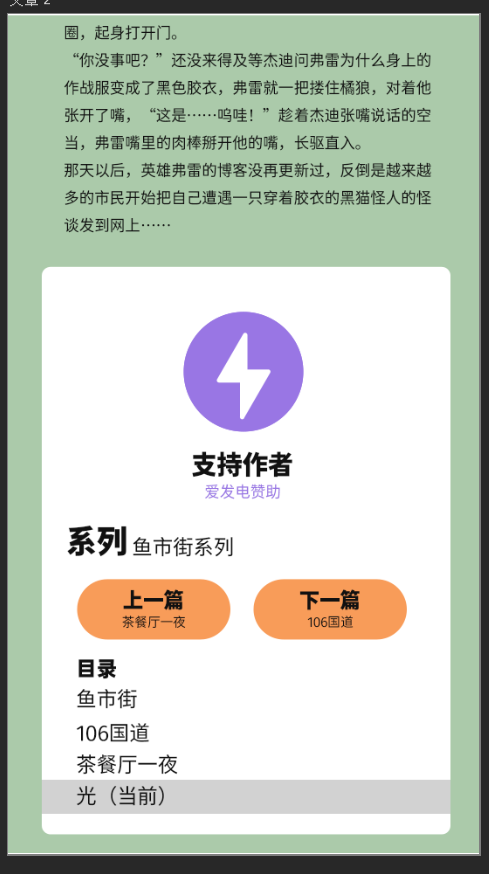 文章 2
圈，起身打开门。
“你没事吧？”还没来得及等杰迪问弗雷为什么身上的
作战服变成了黑色胶衣，弗雷就一把搂住橘狼，对着他
张开了嘴，“这是……呜哇！”趁着杰迪张嘴说话的空
当，弗雷嘴里的肉棒掰开他的嘴，长驱直入。
那天以后，英雄弗雷的博客没再更新过，反倒是越来越
多的市民开始把自己遭遇一只穿着胶衣的黑猫怪人的怪
谈发到网上……
支持作者
爱发电赞助
系列 鱼市街系列
上一篇
茶餐厅一夜
下一篇
106国道
目录
鱼市街
106国道
茶餐厅一夜
光（当前）